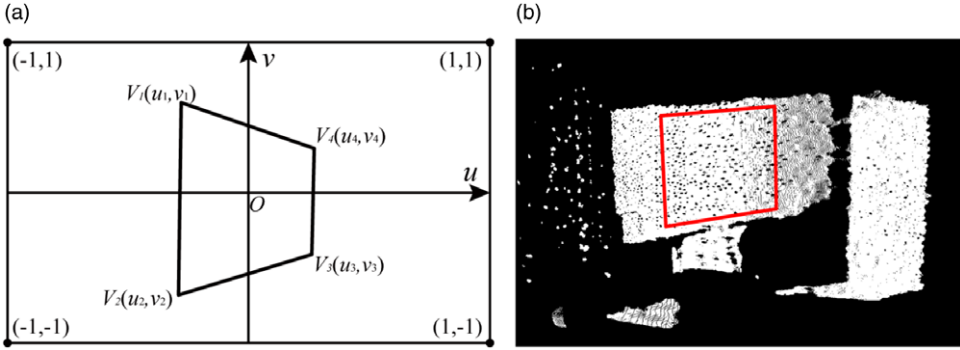 (a)
(b)
(-1,1)
(1,1)
v
V1(u1,v1)
V4(u4,v4)
u
O
V3(u3,v3)
V2(u2,v2)
(-1,-1)
(1,-1)